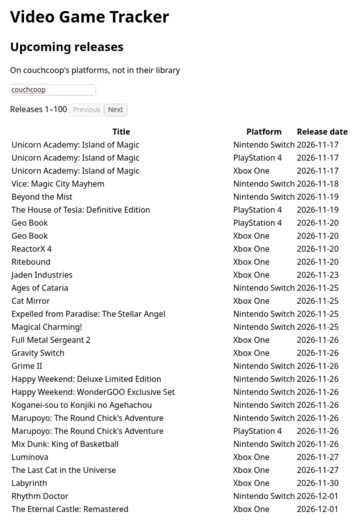 Video Game Tracker
Upcoming releases
On couchcoop's platforms, not in their library
couchcoop
Releases 1–100 Previous Next
Title Platform Release date
Unicorn Academy: Island of Magic Nintendo Switch 2026-11-17
Unicorn Academy: Island of Magic PlayStation 4 2026-11-17
Unicorn Academy: Island of Magic Xbox One 2026-11-17
Vice: Magic City Mayhem Nintendo Switch 2026-11-18
Beyond the Mist Nintendo Switch 2026-11-19
The House of Tesla: Definitive Edition PlayStation 4 2026-11-19
Geo Book PlayStation 4 2026-11-20
Geo Book Xbox One 2026-11-20
ReactorX 4 Xbox One 2026-11-20
Ritebound Xbox One 2026-11-20
Jaden Industries Xbox One 2026-11-23
Ages of Cataria Nintendo Switch 2026-11-25
Cat Mirror Xbox One 2026-11-25
Expelled from Paradise: The Stellar Angel Nintendo Switch 2026-11-25
Magical Charming! Nintendo Switch 2026-11-25
Full Metal Sergeant 2 Xbox One 2026-11-26
Gravity Switch Xbox One 2026-11-26
Grime II Nintendo Switch 2026-11-26
Happy Weekend: Deluxe Limited Edition Nintendo Switch 2026-11-26
Happy Weekend: WonderGOO Exclusive Set Nintendo Switch 2026-11-26
Koganei-sou to Konjiki no Agehachou Nintendo Switch 2026-11-26
Marupoyo: The Round Chick's Adventure Nintendo Switch 2026-11-26
Marupoyo: The Round Chick's Adventure PlayStation 4 2026-11-26
Mix Dunk: King of Basketball Nintendo Switch 2026-11-26
Luminova Xbox One 2026-11-27
The Last Cat in the Universe Xbox One 2026-11-27
Labyrinth Xbox One 2026-11-30
Rhythm Doctor Nintendo Switch 2026-12-01
The Eternal Castle: Remastered Xbox One 2026-12-01